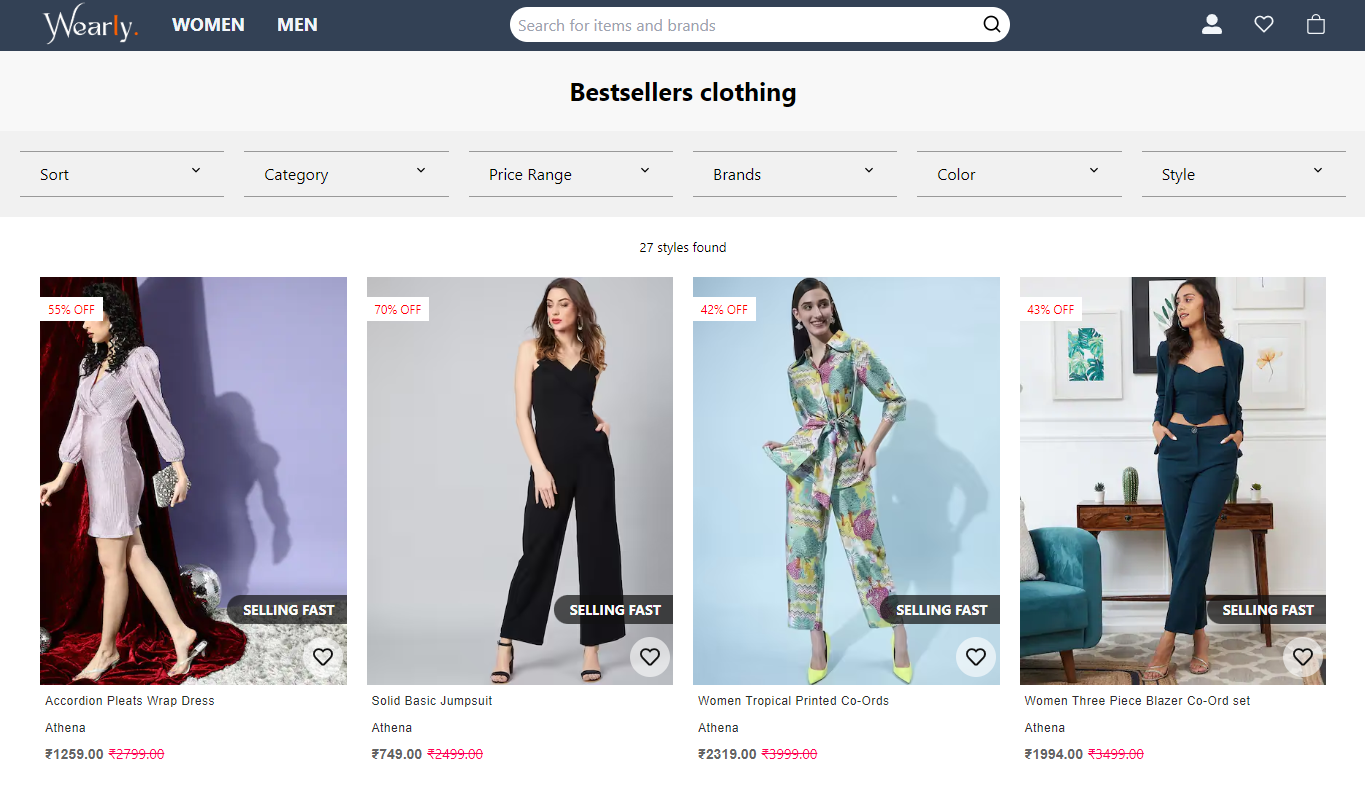 Wearly.
WOMEN
MEN
Search for items and brands
Bestsellers clothing
Sort
Category
Price Range
Brands
Color
Style
27 styles found
55% OFF
70% OFF
42% OFF
43% OFF
SELLING FAST
SELLING FAST
SELLING FAST
SELLING FAST
Accordion Pleats Wrap Dress
Athena
₹1259.00 ₹2799.00
Solid Basic Jumpsuit
Athena
₹749.00 ₹2499.00
Women Tropical Printed Co-Ords
Athena
₹2319.00 ₹3999.00
Women Three Piece Blazer Co-Ord set
Athena
₹1994.00 ₹3499.00